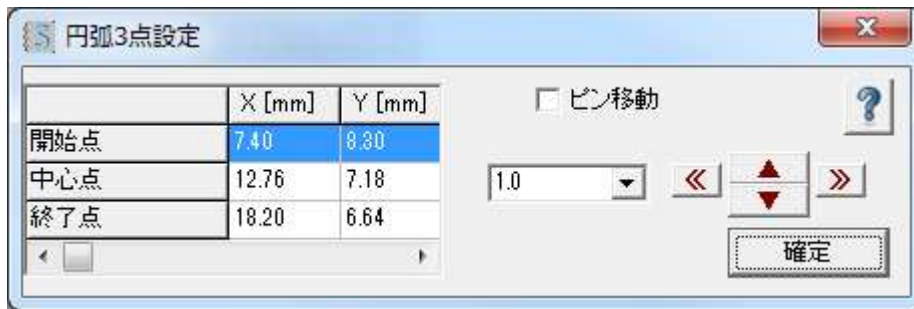 円弧3点設定
X [mm] Y [mm]
ピン移動
開始点 7.40 8.30
中心点 12.76 7.18
1.0
終了点 18.20 6.64
確定